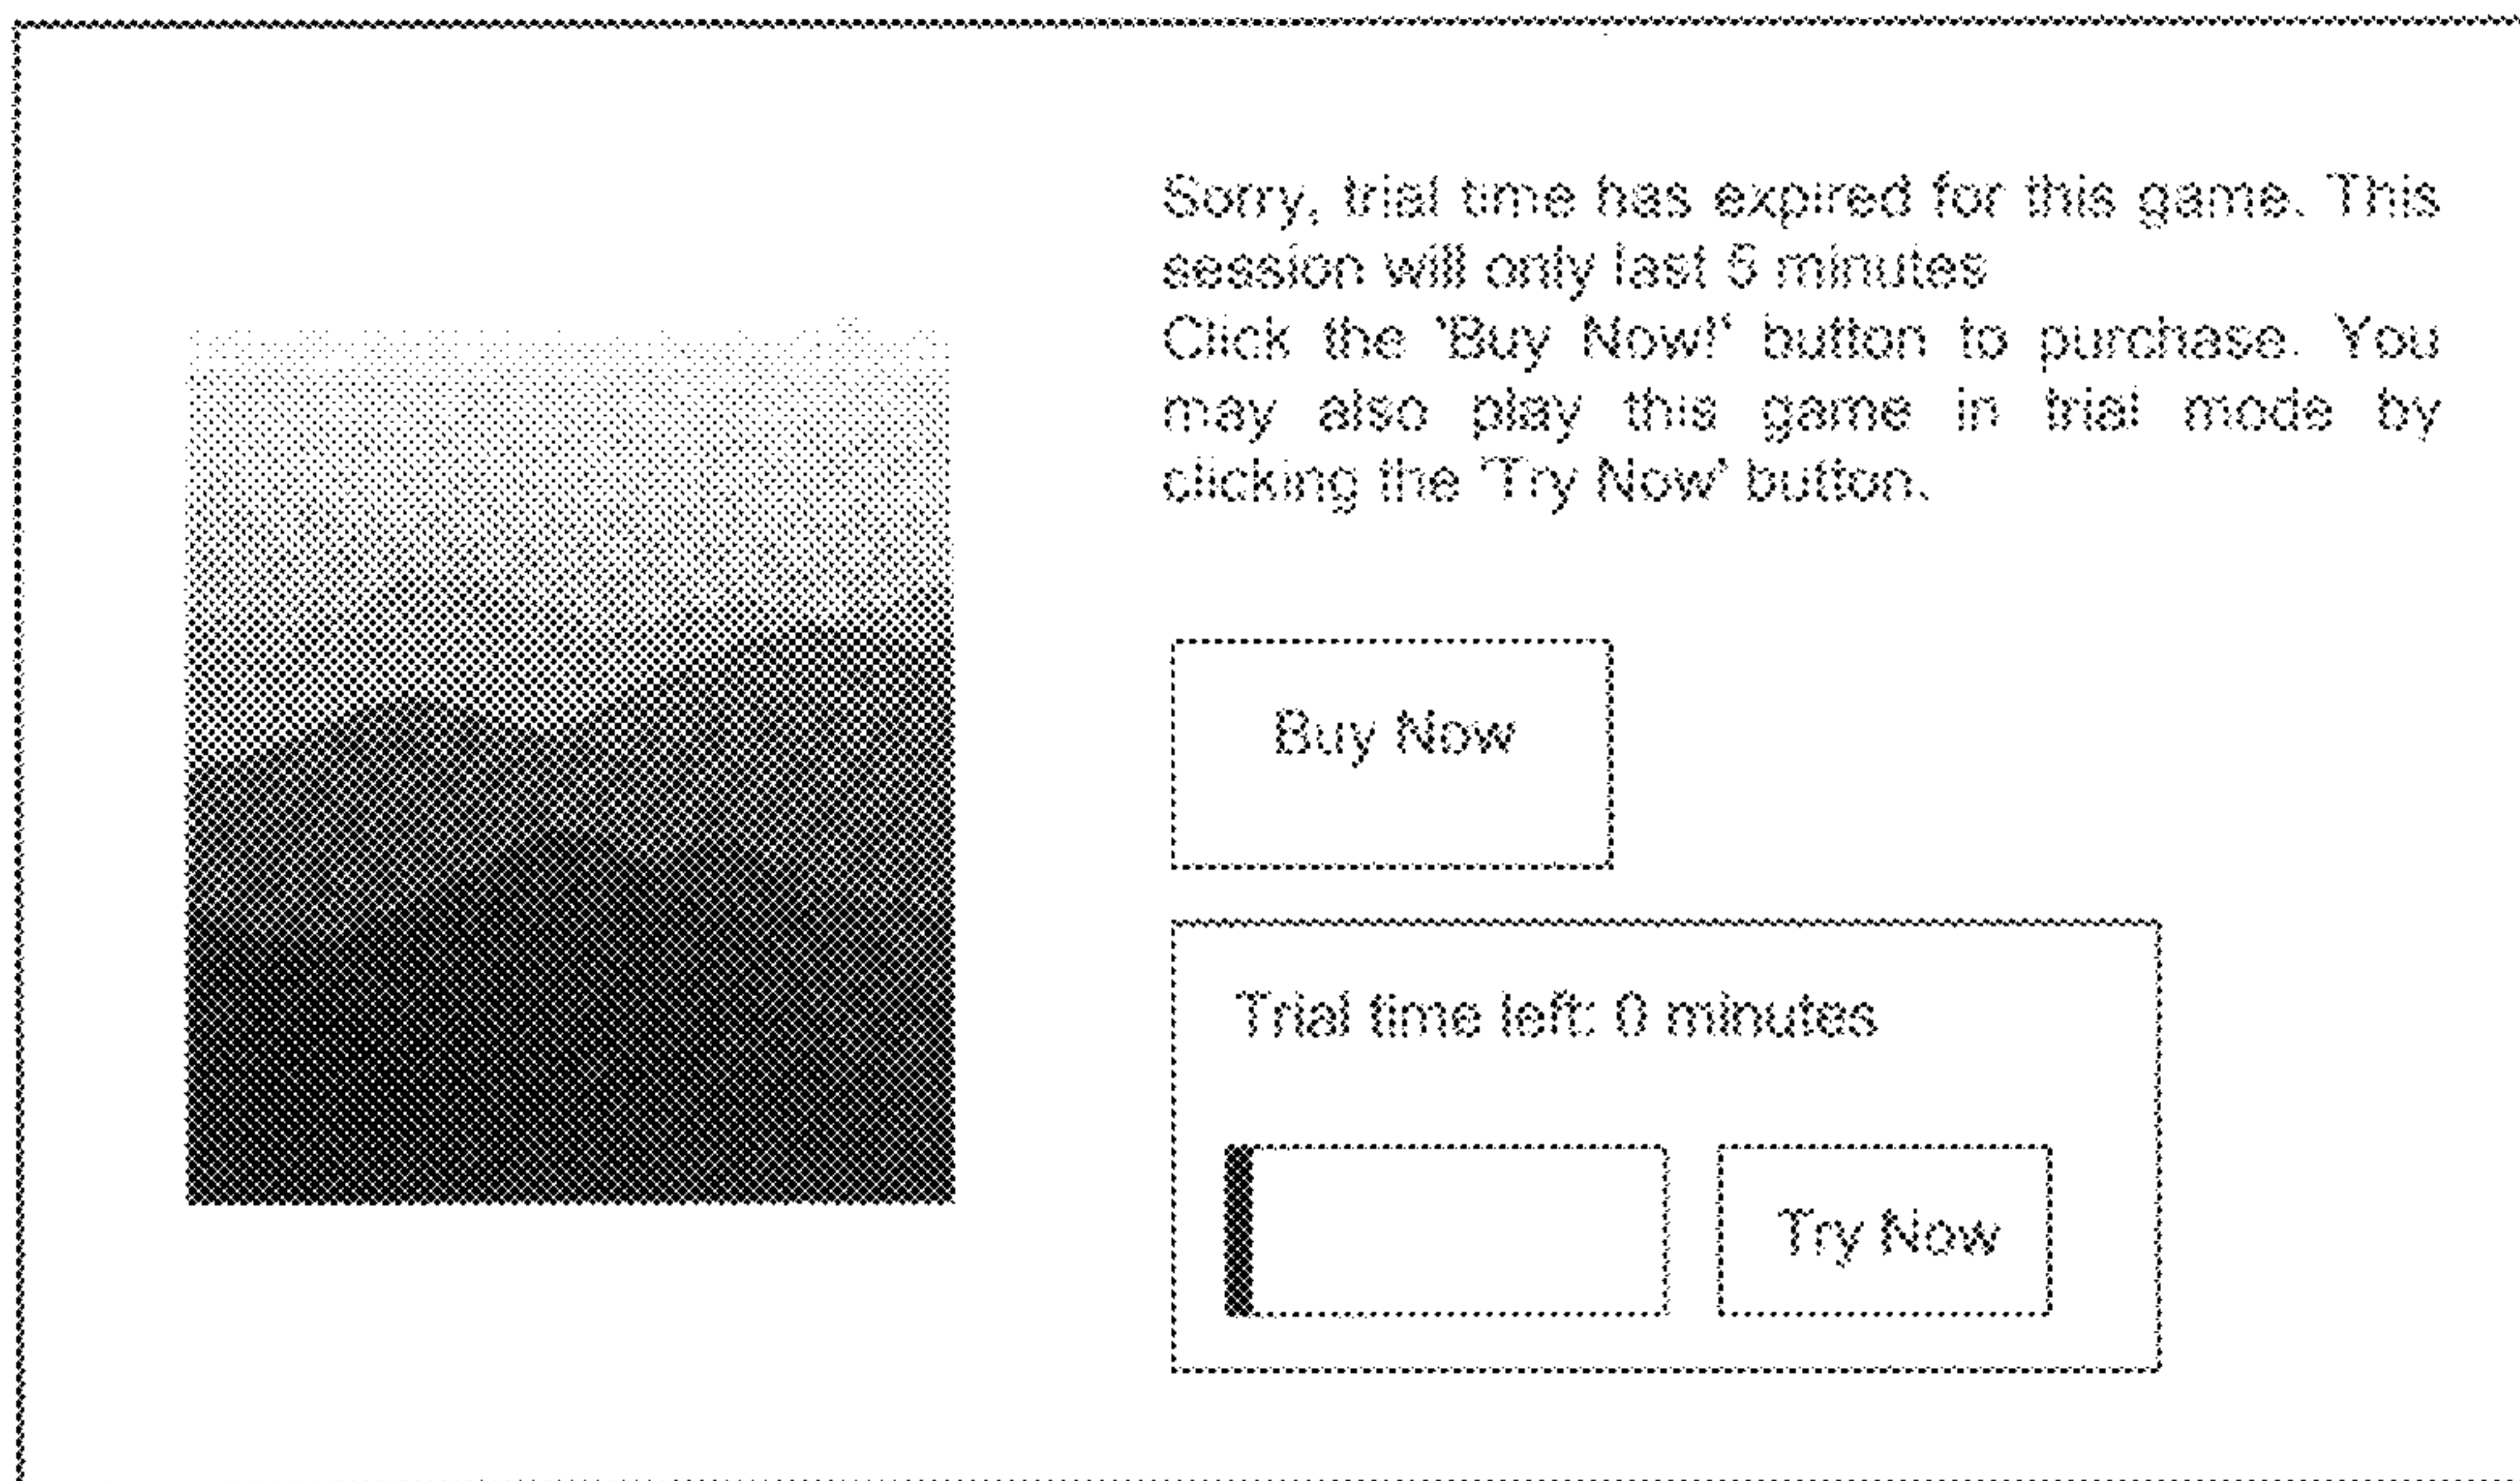 Sorry, trial time has expired for this game. This
session will only last 5 minutes
Click the 'Buy Now!' button to purchase. You
may also play this game in trial mode by
clicking the 'Try Now' button.
Buy Now
Trial time left: 0 minutes
Try Now